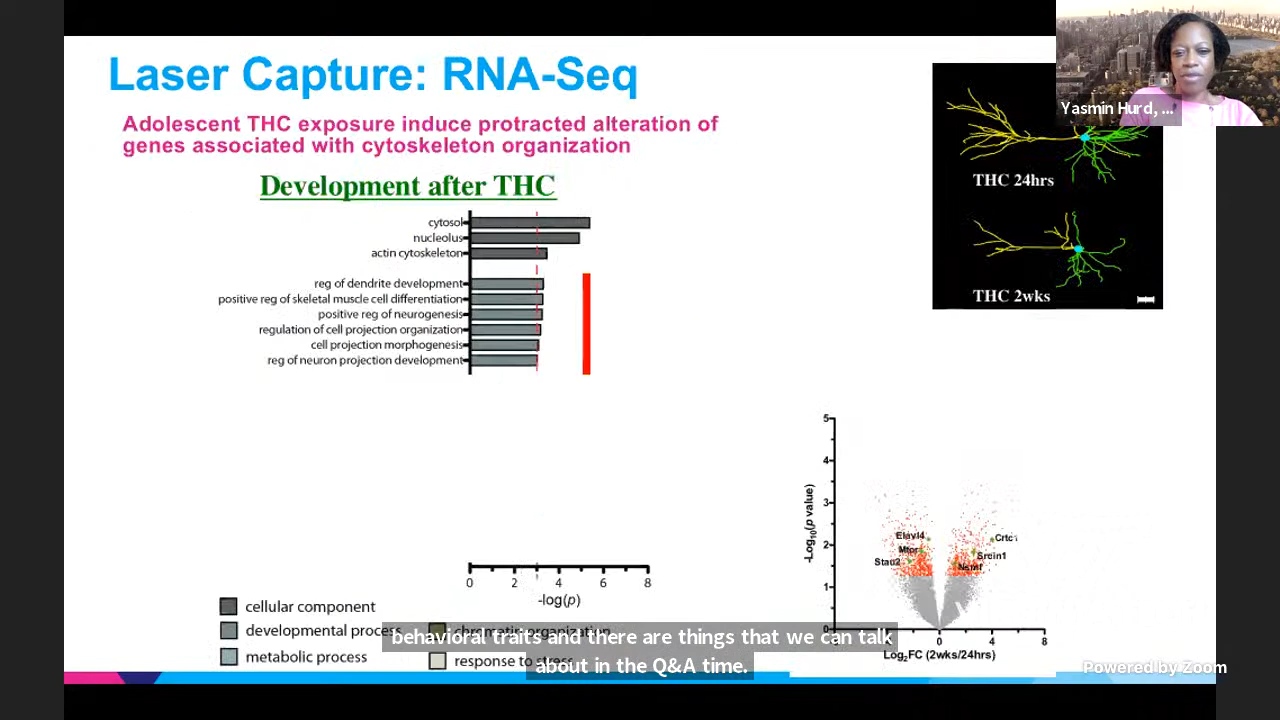 Laser Capture: RNA-Seq
Yasmin Hurd, ...
Adolescent THC exposure induce protracted alteration of
genes associated with cytoskeleton organization
Development after THC
cytosol
nucleolus
actin cytoskeleton
reg of dendrite development
positive reg of skeletal muscle cell differentiation
positive reg of neurogenesis
regulation of cell projection organization
cell projection morphogenesis
reg of neuron projection development
0 2 4 6 8
-log(p)
cellular component
developmental process
metabolic process
chromatin organization
response to stress
THC 24hrs
THC 2wks
5
4
3
2
1
0
-Log10(p value)
Elavl4
Mtor
Stau2
Crtc1
Srcin1
Nsmf
0 4 8
Log2FC (2wks/24hrs)
behavioral traits and there are things that we can talk
about in the Q&A time.
Powered by Zoom